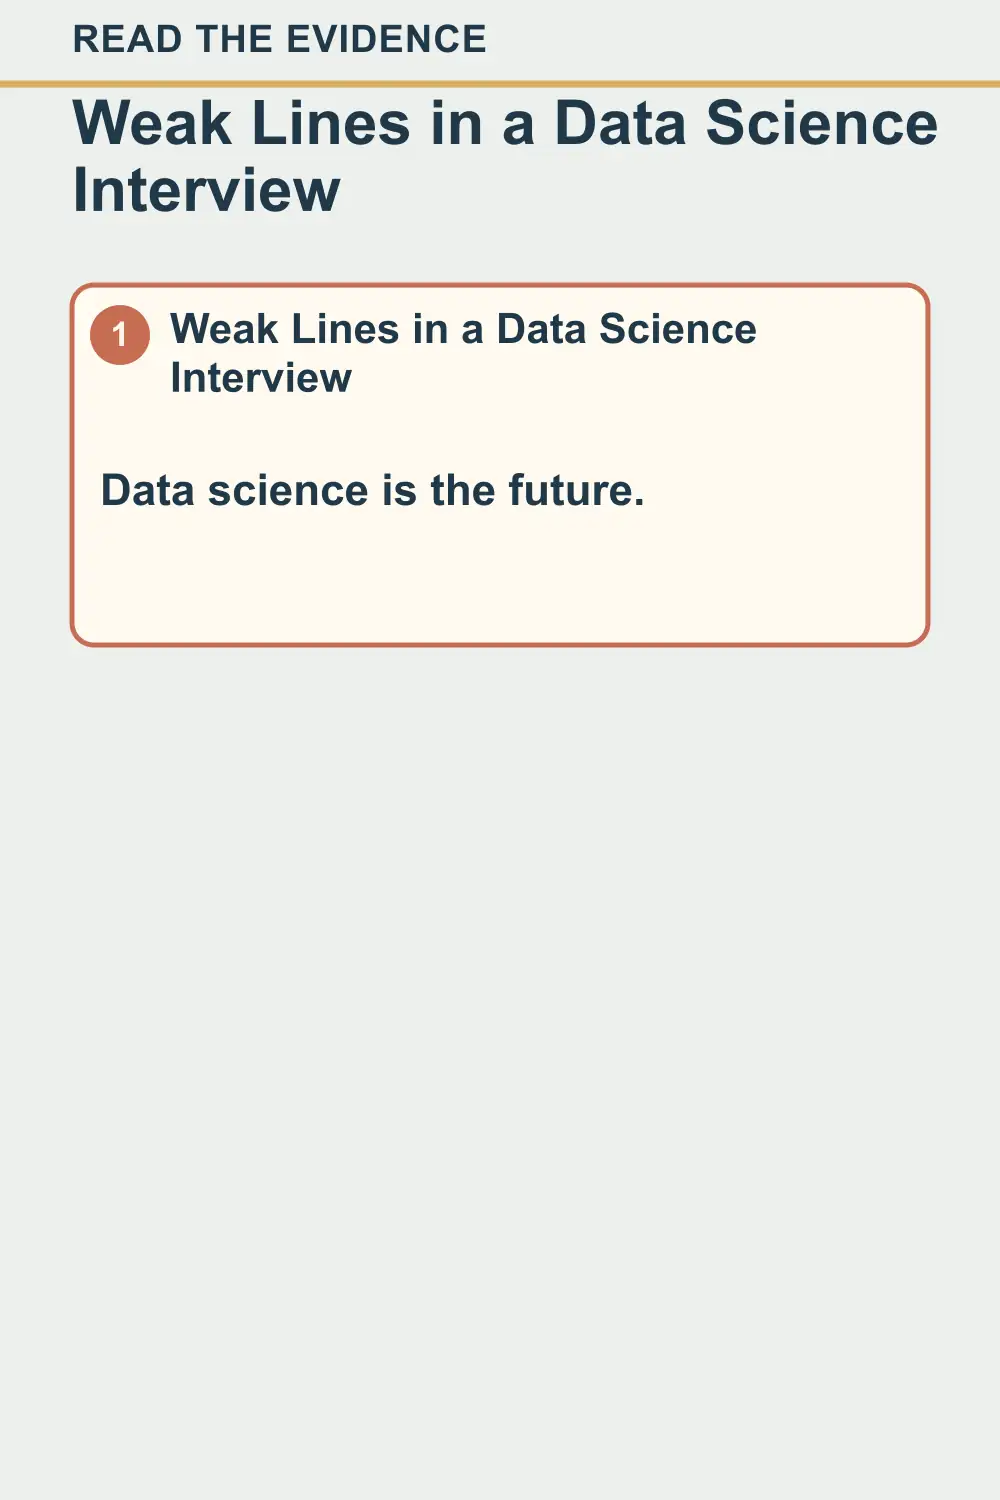 READ THE EVIDENCE
Weak Lines in a Data Science
Interview
1
Weak Lines in a Data Science
Interview
Data science is the future.